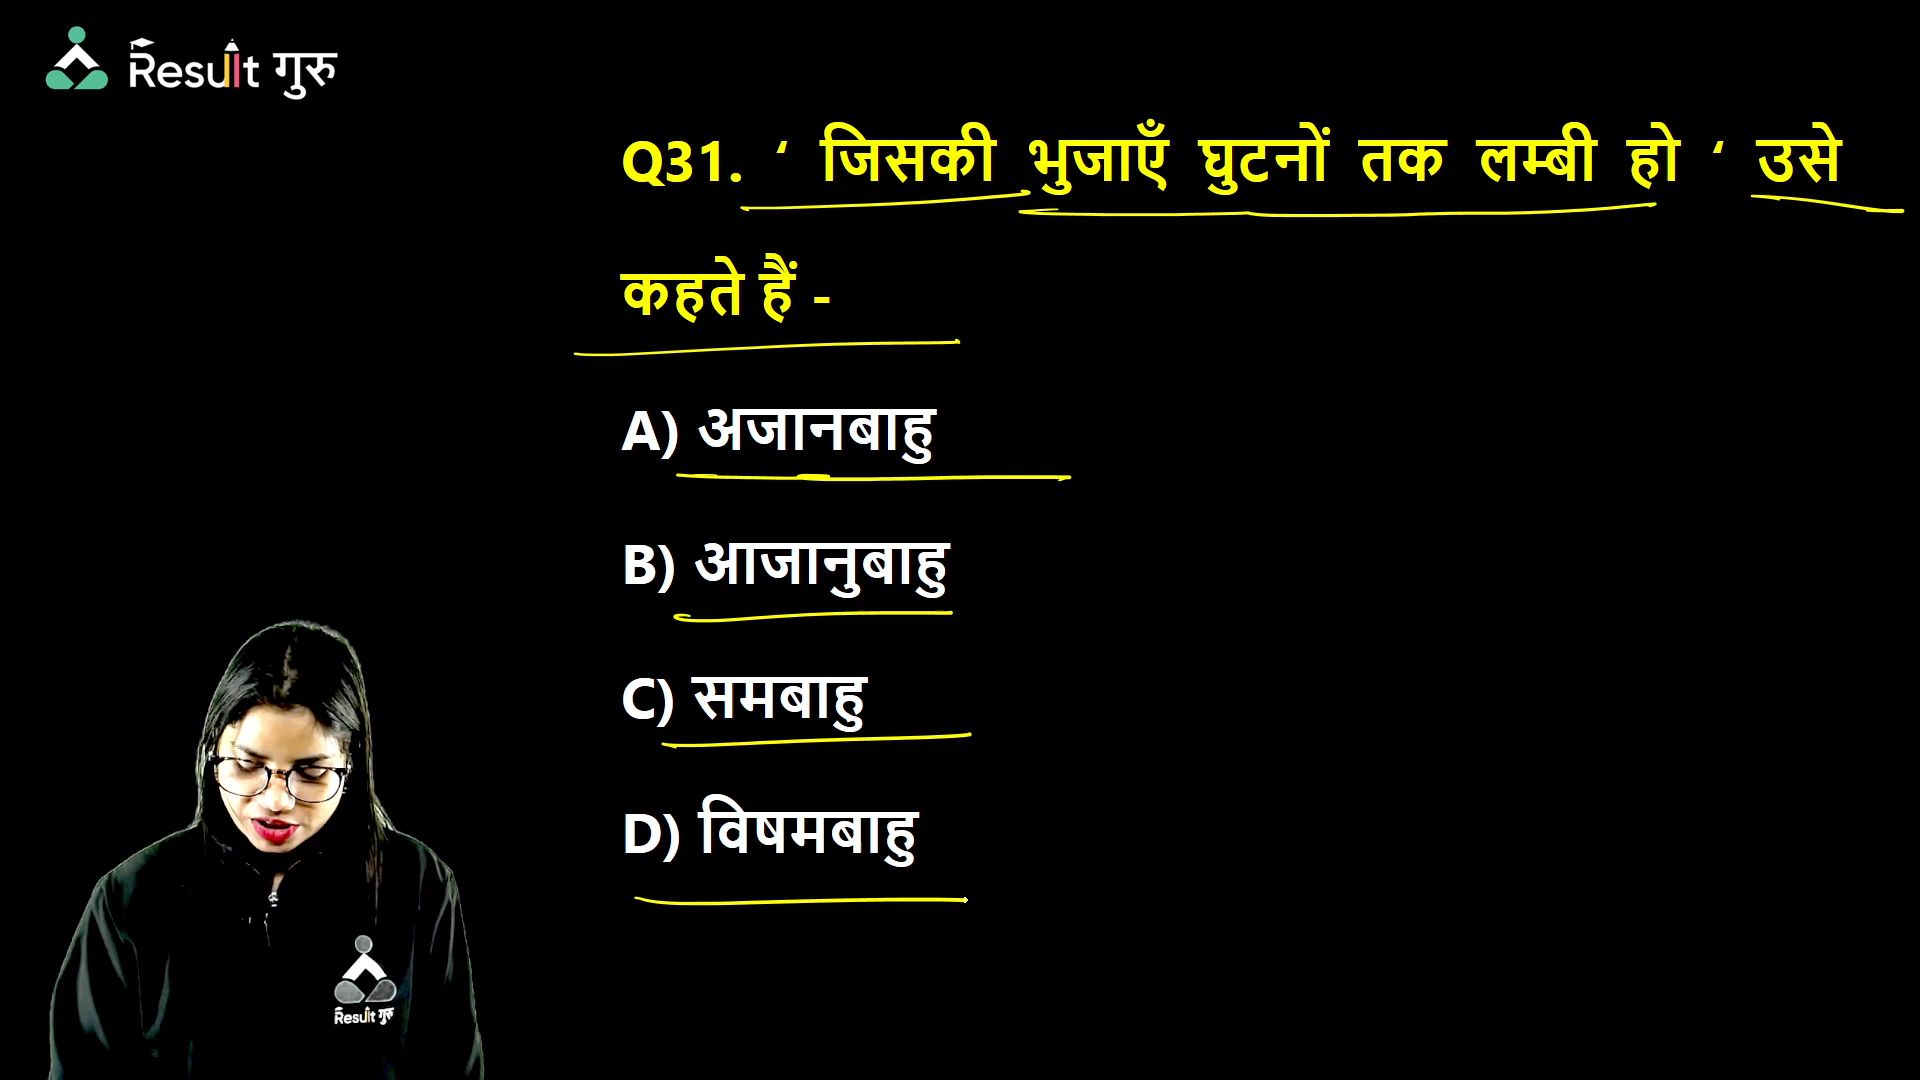 Result गुरु
Q31. ‘ जिसकी भुजाएँ घुटनों तक लम्बी हो ‘ उसे
कहते हैं -
A) अजानबाहु
B) आजानुबाहु
C) समबाहु
D) विषमबाहु
Result गुरु